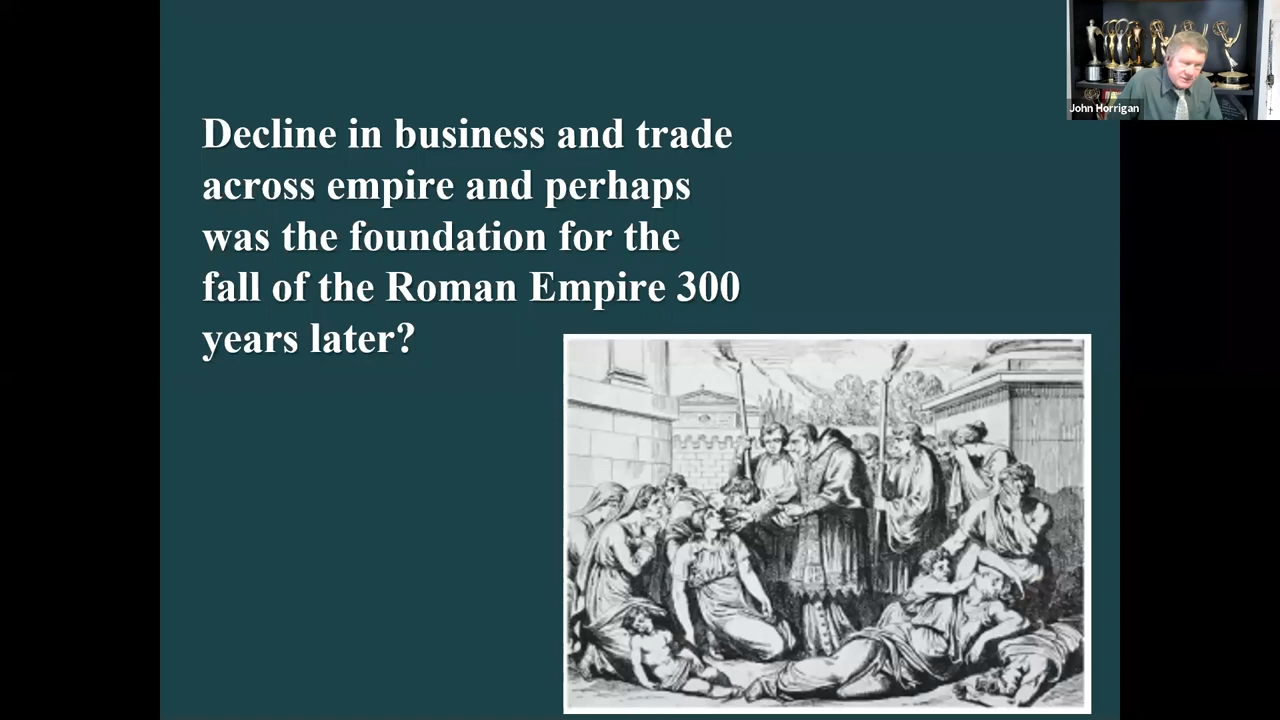 Decline in business and trade
across empire and perhaps
was the foundation for the
fall of the Roman Empire 300
years later?
John Horrigan